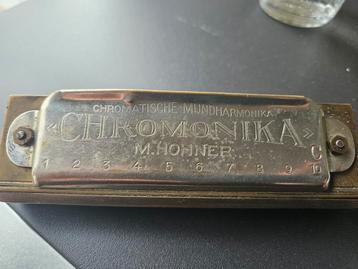 CHROMATISCHE MUNDHARMONIKA
«CHROMONIKA»
M. HOHNER C
1 2 3 4 5 6 7 8 9 10